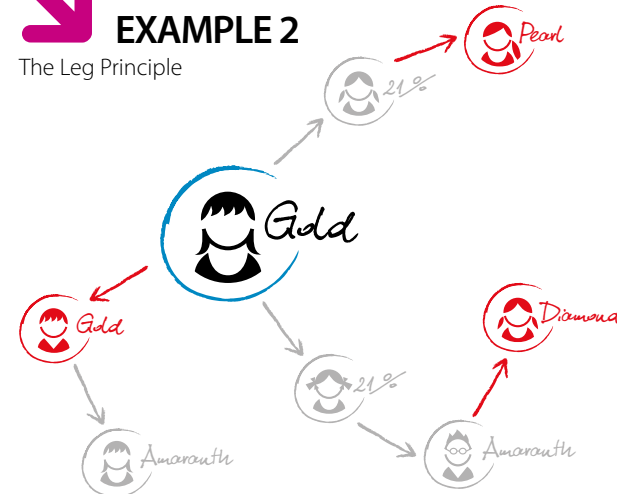 EXAMPLE 2
The Leg Principle
Pearl
21%
Gold
Gold
Diamond
21%
Amaranth
Amaranth